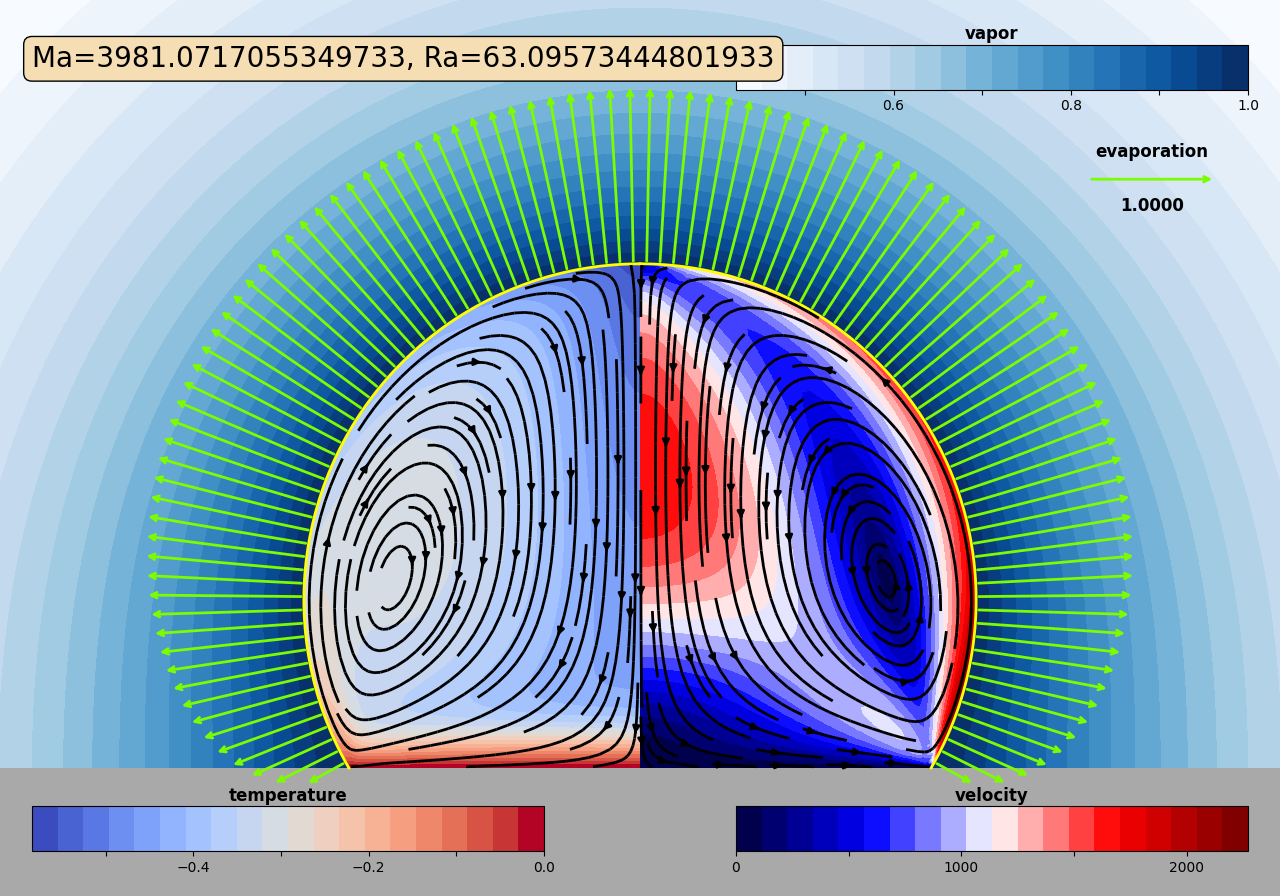 vapor
Ma=3981.0717055349733, Ra=63.09573444801933
0.6 0.8 1.0
evaporation
1.0000
temperature velocity
−0.4 −0.2 0.0 0 1000 2000